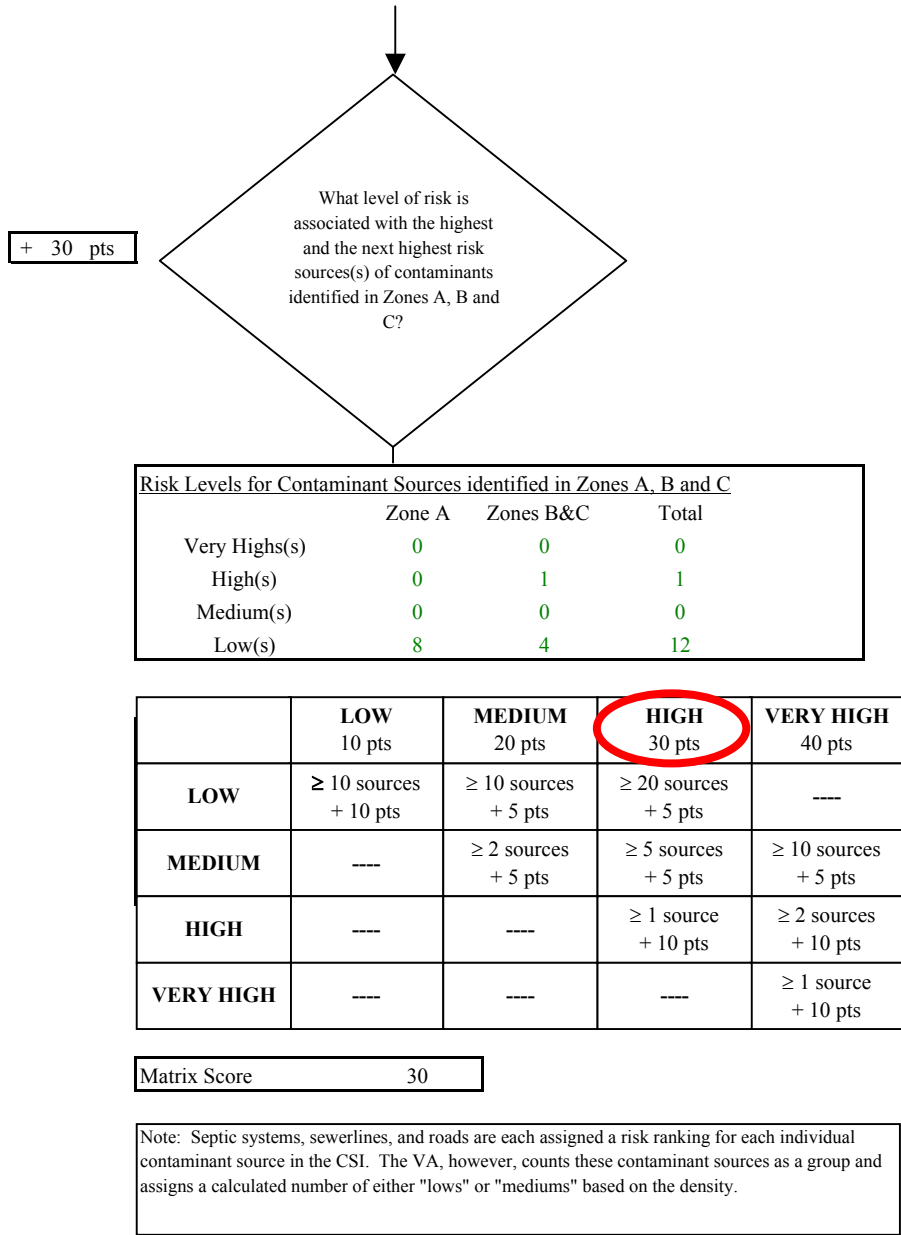 What level of risk is
associated with the highest
and the next highest risk
sources(s) of contaminants
identified in Zones A, B and
C?
+ 30 pts
Risk Levels for Contaminant Sources identified in Zones A, B and C
Zone A Zones B&C Total
Very Highs(s) 0 0 0
High(s) 0 1 1
Medium(s) 0 0 0
Low(s) 8 4 12
LOW MEDIUM HIGH VERY HIGH
10 pts 20 pts 30 pts 40 pts
LOW ≥ 10 sources ≥ 10 sources ≥ 20 sources ----
+ 10 pts + 5 pts + 5 pts
MEDIUM ---- ≥ 2 sources ≥ 5 sources ≥ 10 sources
+ 5 pts + 5 pts + 5 pts
HIGH ---- ---- ≥ 1 source ≥ 2 sources
+ 10 pts + 10 pts
VERY HIGH ---- ---- ---- ≥ 1 source
+ 10 pts
Matrix Score 30
Note: Septic systems, sewerlines, and roads are each assigned a risk ranking for each individual
contaminant source in the CSI. The VA, however, counts these contaminant sources as a group and
assigns a calculated number of either "lows" or "mediums" based on the density.